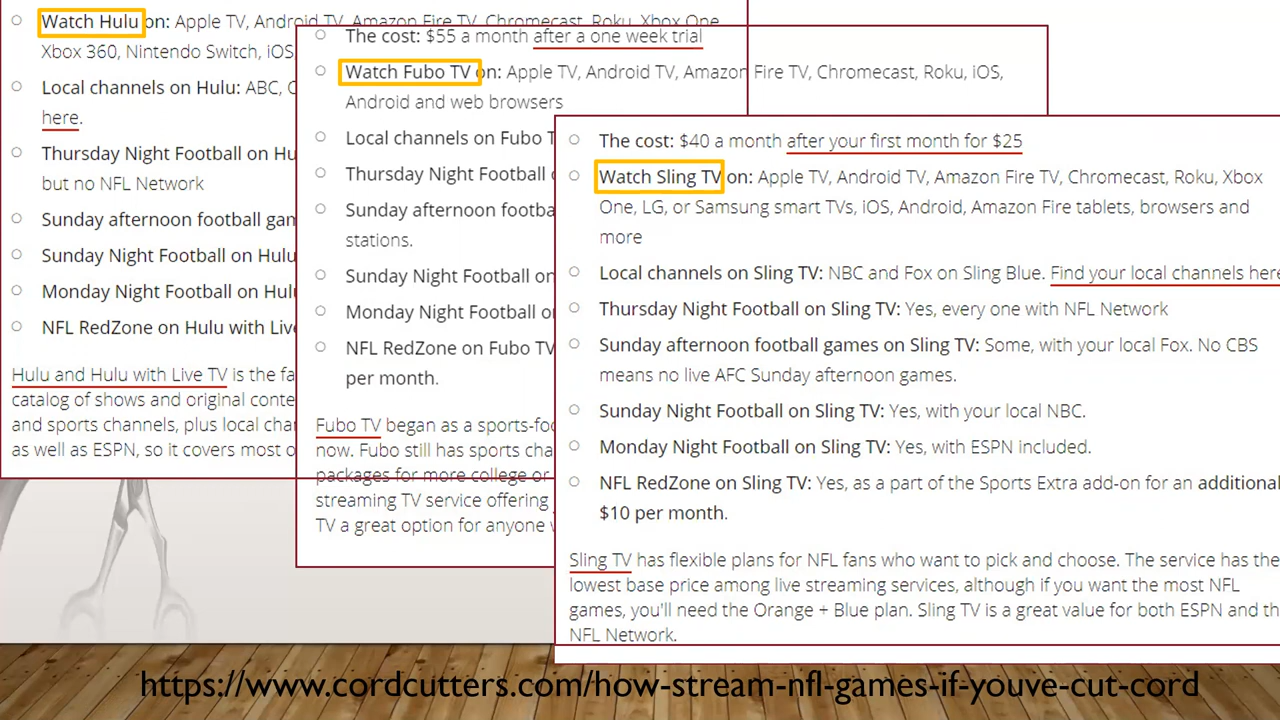 Watch Hulu on: Apple TV, Android TV, Amazon Fire TV, Chromecast, Roku, Xbox One,
Xbox 360, Nintendo Switch, iOS,
Local channels on Hulu: ABC,
here.
Thursday Night Football on Hu
but no NFL Network
Sunday afternoon football gam
Sunday Night Football on Hulu
Monday Night Football on Hulu
NFL RedZone on Hulu with Live
Hulu and Hulu with Live TV is the fa
catalog of shows and original conte
and sports channels, plus local cha
as well as ESPN, so it covers most o
The cost: $55 a month after a one week trial
Watch Fubo TV on: Apple TV, Android TV, Amazon Fire TV, Chromecast, Roku, iOS,
Android and web browsers
Local channels on Fubo T
Thursday Night Football o
Sunday afternoon footba
stations.
Sunday Night Football on
Monday Night Football on
NFL RedZone on Fubo TV
per month.
Fubo TV began as a sports-foc
now. Fubo still has sports cha
packages for more college or
streaming TV service offering
TV a great option for anyone w
The cost: $40 a month after your first month for $25
Watch Sling TV on: Apple TV, Android TV, Amazon Fire TV, Chromecast, Roku, Xbox
One, LG, or Samsung smart TVs, iOS, Android, Amazon Fire tablets, browsers and
more
Local channels on Sling TV: NBC and Fox on Sling Blue. Find your local channels here
Thursday Night Football on Sling TV: Yes, every one with NFL Network
Sunday afternoon football games on Sling TV: Some, with your local Fox. No CBS
means no live AFC Sunday afternoon games.
Sunday Night Football on Sling TV: Yes, with your local NBC.
Monday Night Football on Sling TV: Yes, with ESPN included.
NFL RedZone on Sling TV: Yes, as a part of the Sports Extra add-on for an additional
$10 per month.
Sling TV has flexible plans for NFL fans who want to pick and choose. The service has the
lowest base price among live streaming services, although if you want the most NFL
games, you'll need the Orange + Blue plan. Sling TV is a great value for both ESPN and th
NFL Network.
https://www.cordcutters.com/how-stream-nfl-games-if-youve-cut-cord